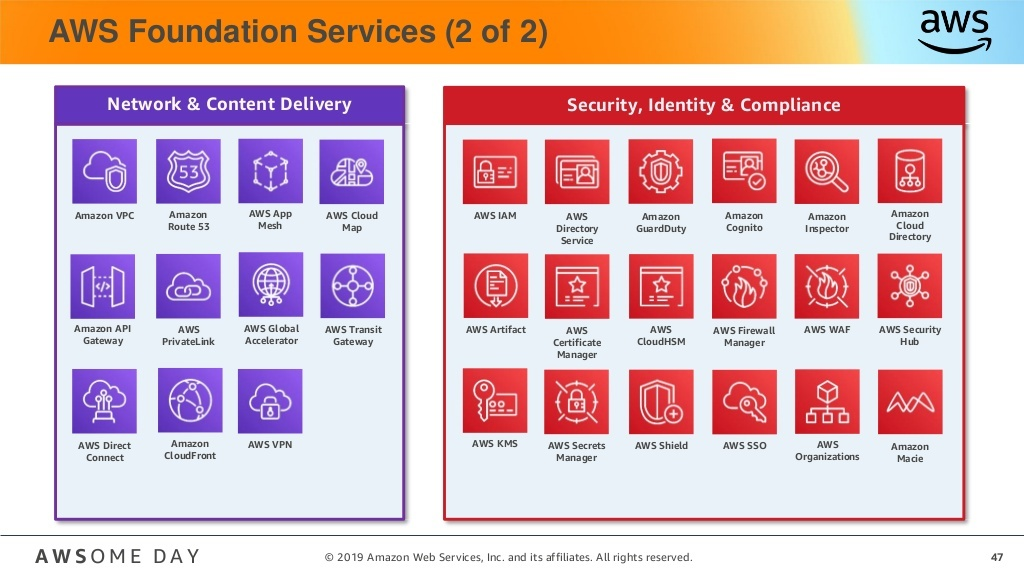 AWS Foundation Services (2 of 2)
aws
Network & Content Delivery
Amazon VPC
Amazon
Route 53
53
AWS App
Mesh
AWS Cloud
Map
Amazon API
Gateway
AWS
PrivateLink
AWS Global
Accelerator
AWS Transit
Gateway
AWS Direct
Connect
Amazon
CloudFront
AWS VPN
Security, Identity & Compliance
AWS IAM
AWS
Directory
Service
Amazon
GuardDuty
Amazon
Cognito
Amazon
Inspector
Amazon
Cloud
Directory
AWS Artifact
AWS
Certificate
Manager
AWS
CloudHSM
AWS Firewall
Manager
AWS WAF
AWS Security
Hub
AWS KMS
AWS Secrets
Manager
AWS Shield
AWS SSO
AWS
Organizations
Amazon
Macie
AWSOME DAY
© 2019 Amazon Web Services, Inc. and its affiliates. All rights reserved.
47